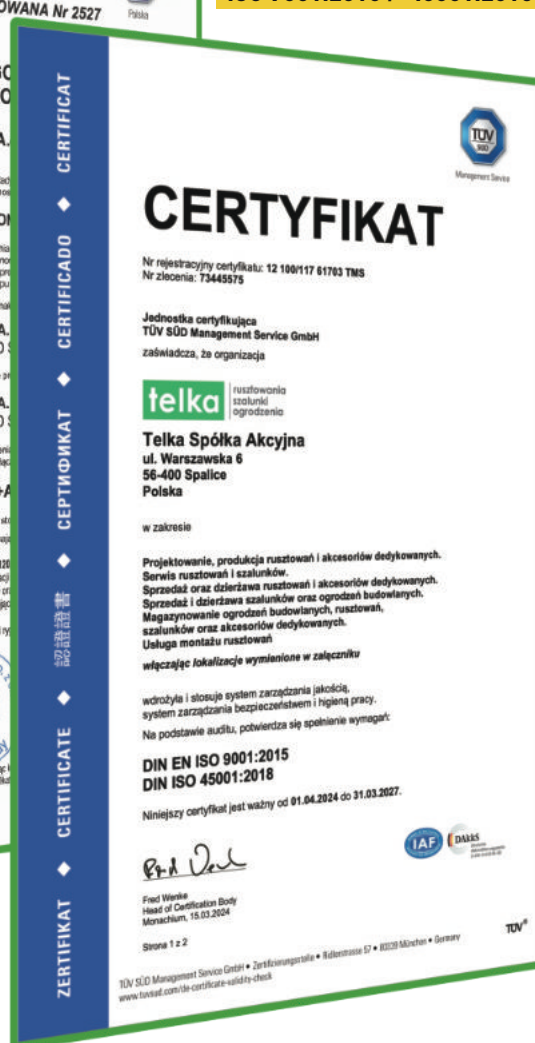 OWANA Nr 2527
Polska
TÜV
SÜD
Management Service
CERTYFIKAT
Nr rejestracyjny certyfikatu: 12 100/117 61703 TMS
Nr zlecenia: 73445575
Jednostka certyfikująca
TÜV SÜD Management Service GmbH
zaświadcza, że organizacja
telka
rusztowania
szalunki
ogrodzenia
Telka Spółka Akcyjna
ul. Warszawska 6
56-400 Spalice
Polska
w zakresie
Projektowanie, produkcja rusztowań i akcesoriów dedykowanych.
Serwis rusztowań i szalunków.
Sprzedaż oraz dzierżawa rusztowań i akcesoriów dedykowanych.
Sprzedaż i dzierżawa szalunków oraz ogrodzeń budowlanych.
Magazynowanie ogrodzeń budowlanych, rusztowań,
szalunków oraz akcesoriów dedykowanych.
Usługa montażu rusztowań
włączając lokalizacje wymienione w załączniku
wdrożyła i stosuje system zarządzania jakością,
system zarządzania bezpieczeństwem i higieną pracy.
Na podstawie auditu, potwierdza się spełnienie wymagań:
DIN EN ISO 9001:2015
DIN ISO 45001:2018
Niniejszy certyfikat jest ważny od 01.04.2024 do 31.03.2027.
IAF
DAkkS
Fred Wenke
Head of Certification Body
Monachium, 15.03.2024
Strona 1 z 2
TÜV®
TÜV SÜD Management Service GmbH • Zertifizierungsstelle • Ridlerstrasse 57 • 80339 München • Germany
www.tuvsud.com/de-certificate-validity-check
ZERTIFIKAT ◆ CERTIFICATE ◆ 認證證書 ◆ СЕРТИФИКАТ ◆ CERTIFICADO ◆ CERTIFICAT